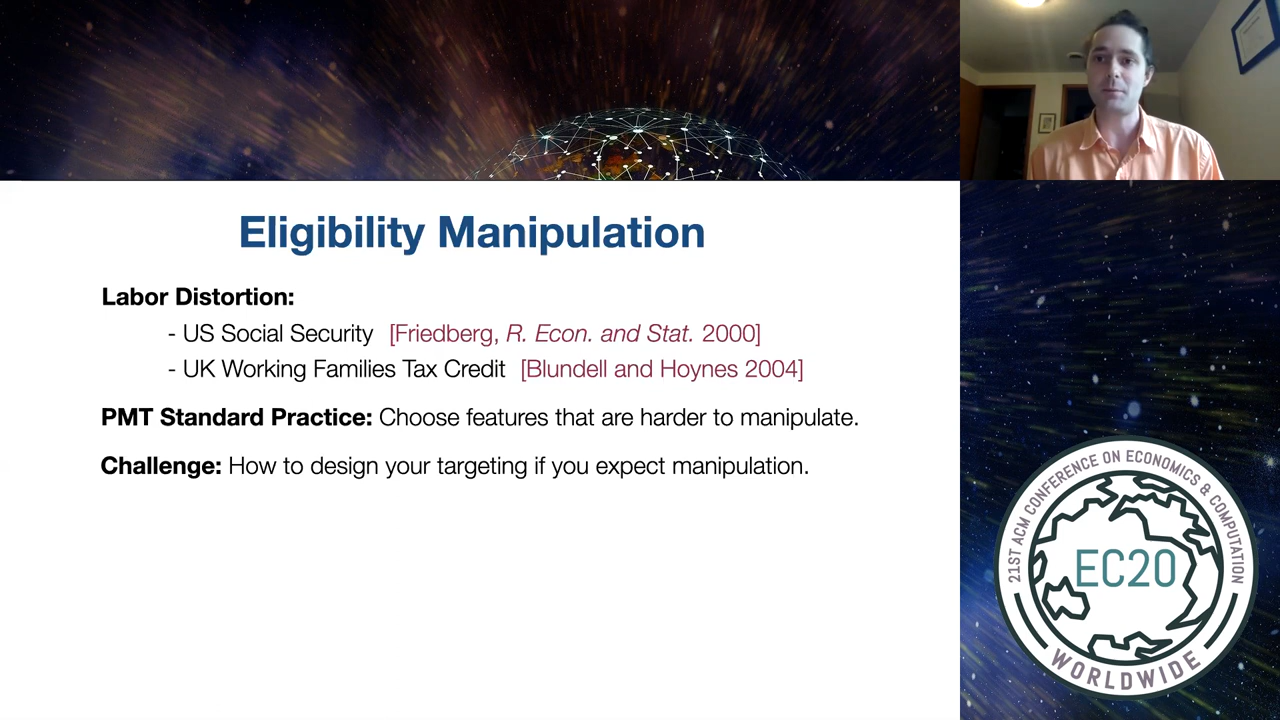 Eligibility Manipulation
Labor Distortion:
- US Social Security [Friedberg, R. Econ. and Stat. 2000]
- UK Working Families Tax Credit [Blundell and Hoynes 2004]
PMT Standard Practice: Choose features that are harder to manipulate.
Challenge: How to design your targeting if you expect manipulation.
21ST ACM CONFERENCE ON ECONOMICS & COMPUTATION
EC20
WORLDWIDE